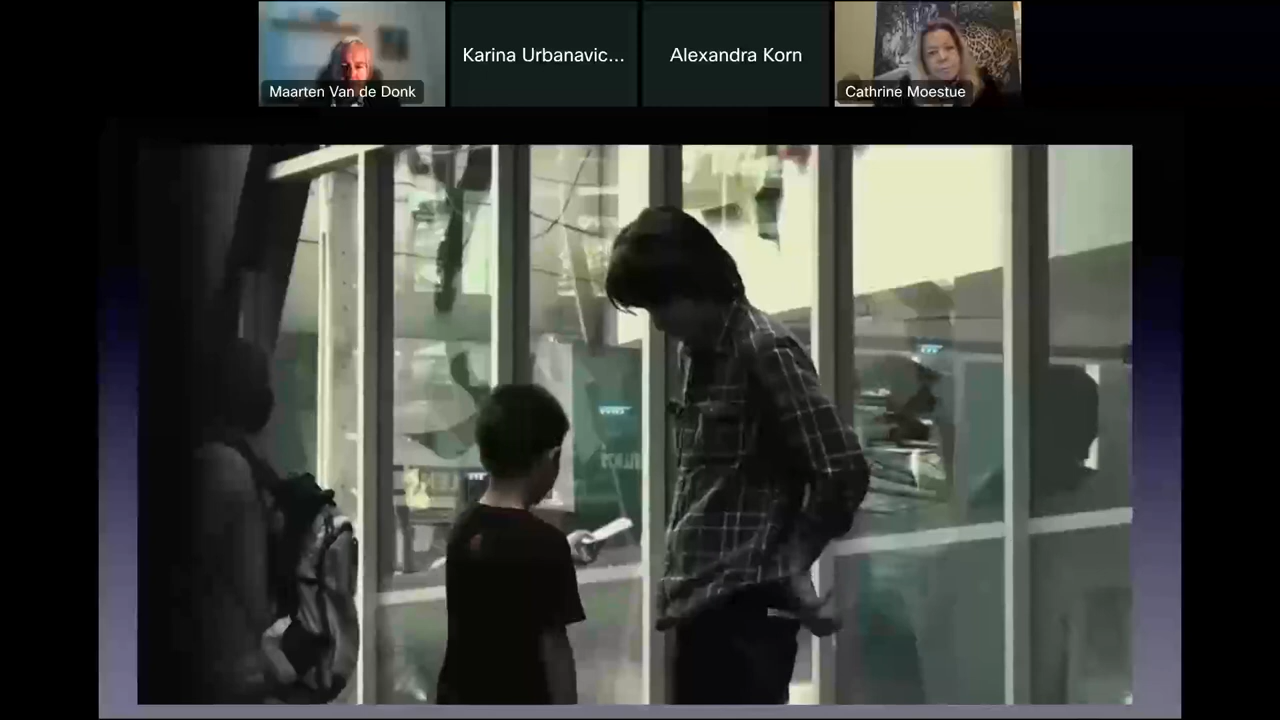 Maarten Van de Donk
Karina Urbanavic...
Alexandra Korn
Cathrine Moestue